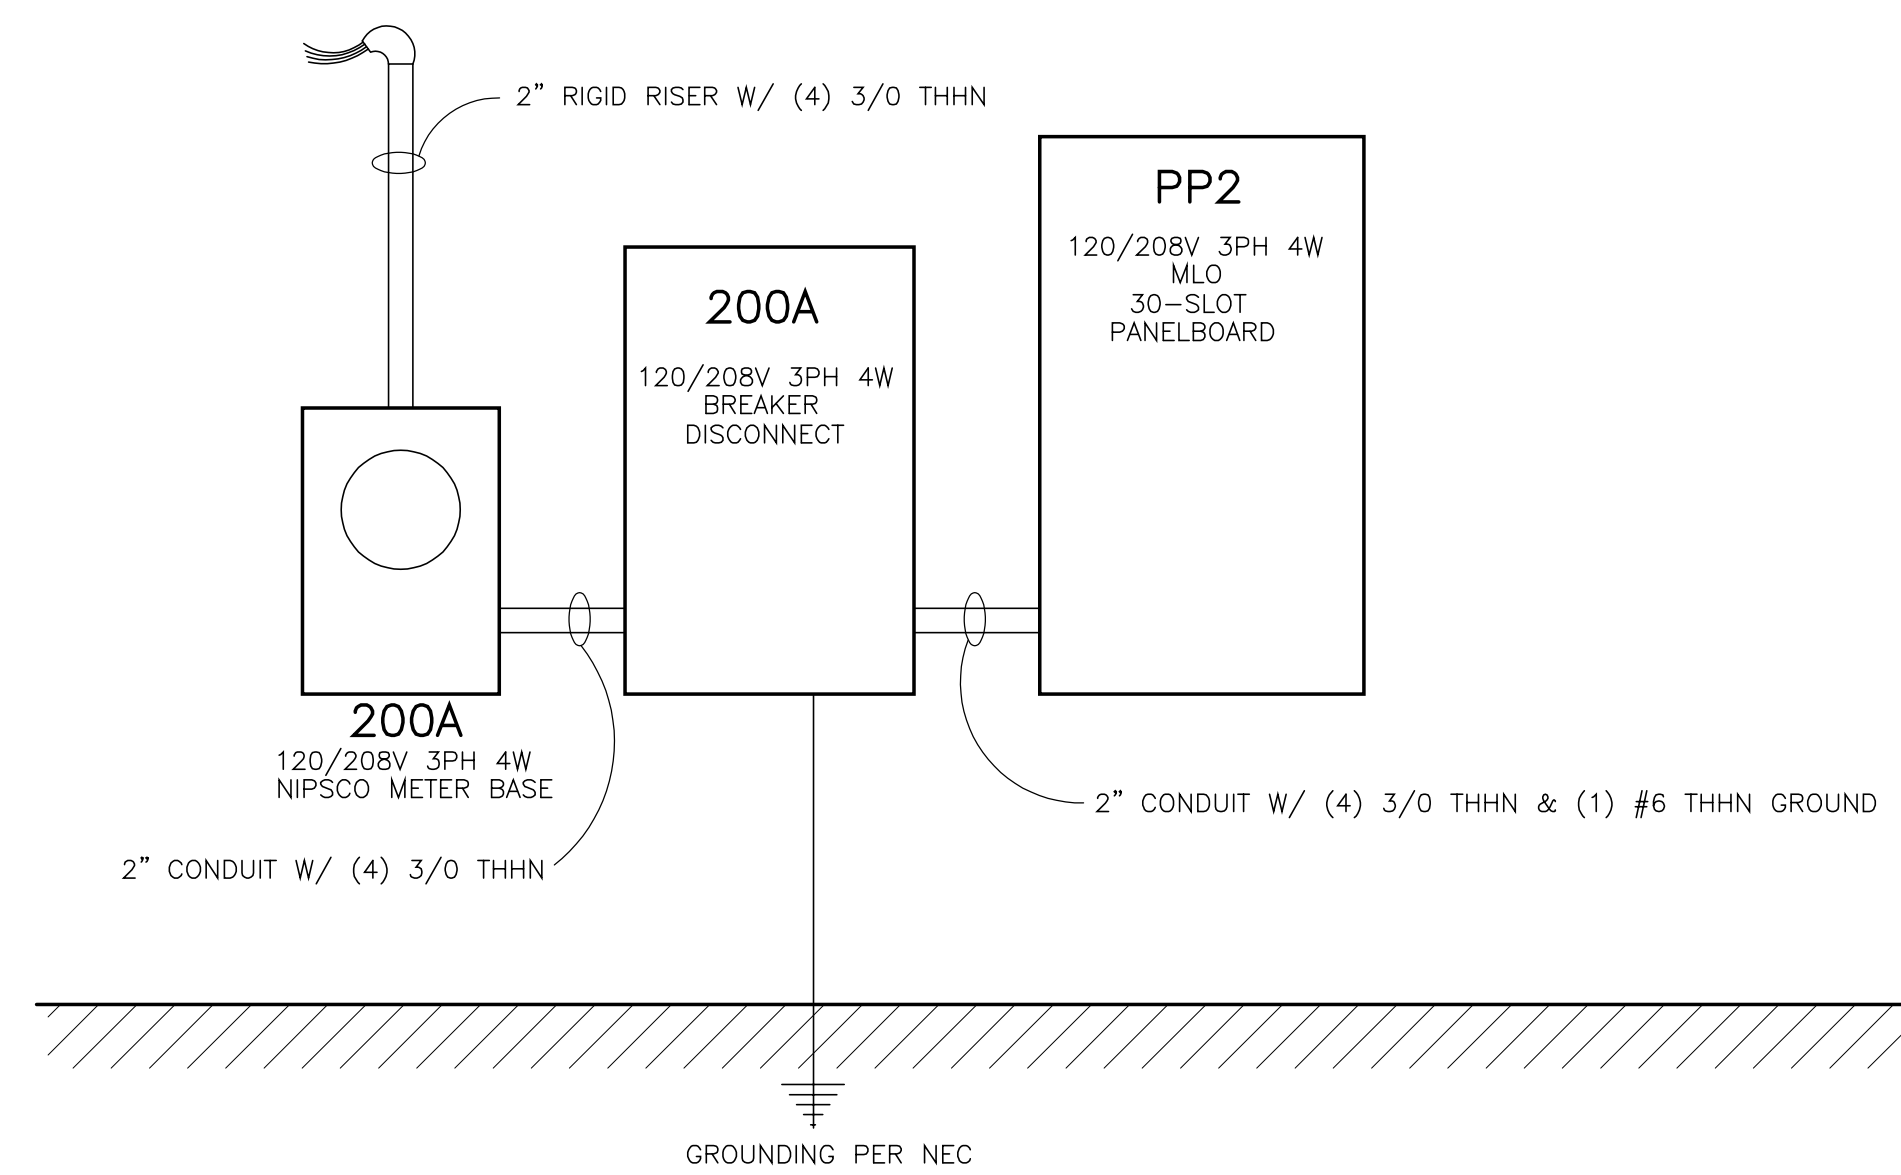 2” RIGID RISER W/ (4) 3/0 THHN
PP2
120/208V 3PH 4W
MLO
30-SLOT
PANELBOARD
200A
120/208V 3PH 4W
BREAKER
DISCONNECT
200A
120/208V 3PH 4W
NIPSCO METER BASE
2” CONDUIT W/ (4) 3/0 THHN & (1) #6 THHN GROUND
2” CONDUIT W/ (4) 3/0 THHN
GROUNDING PER NEC